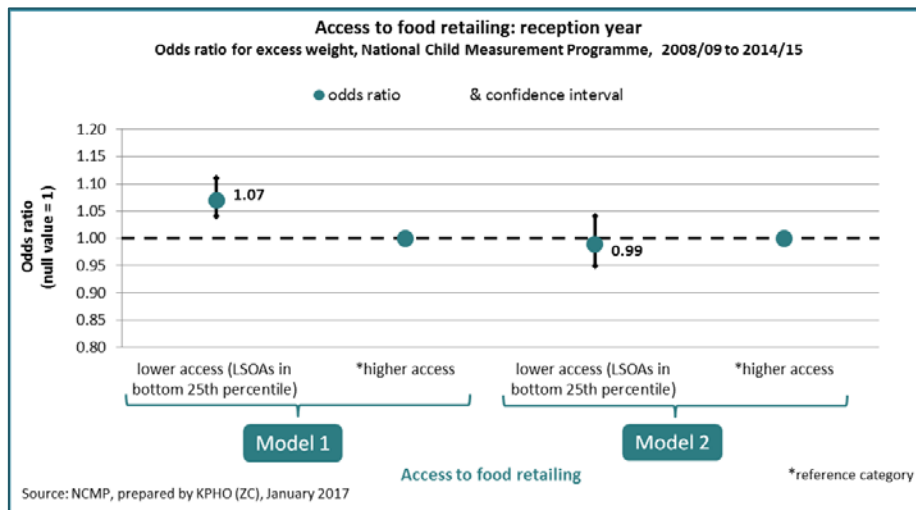 Access to food retailing: reception year
Odds ratio for excess weight, National Child Measurement Programme, 2008/09 to 2014/15
odds ratio & confidence interval
Odds ratio
(null value = 1)
1.20
1.15
1.10
1.05
1.00
0.95
0.90
0.85
0.80
1.07
0.99
lower access (LSOAs in
bottom 25th percentile)
*higher access
lower access (LSOAs in
bottom 25th percentile)
*higher access
Model 1
Model 2
Access to food retailing
*reference category
Source: NCMP, prepared by KPHO (ZC), January 2017